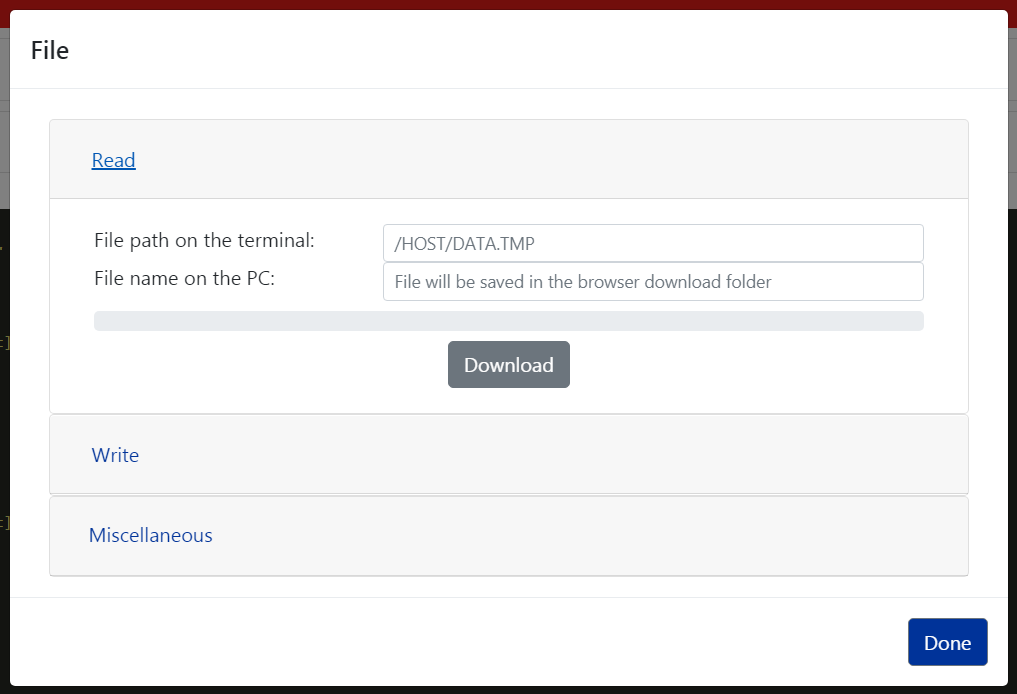 File
Read
File path on the terminal: /HOST/DATA.TMP
File name on the PC: File will be saved in the browser download folder
Download
Write
Miscellaneous
Done